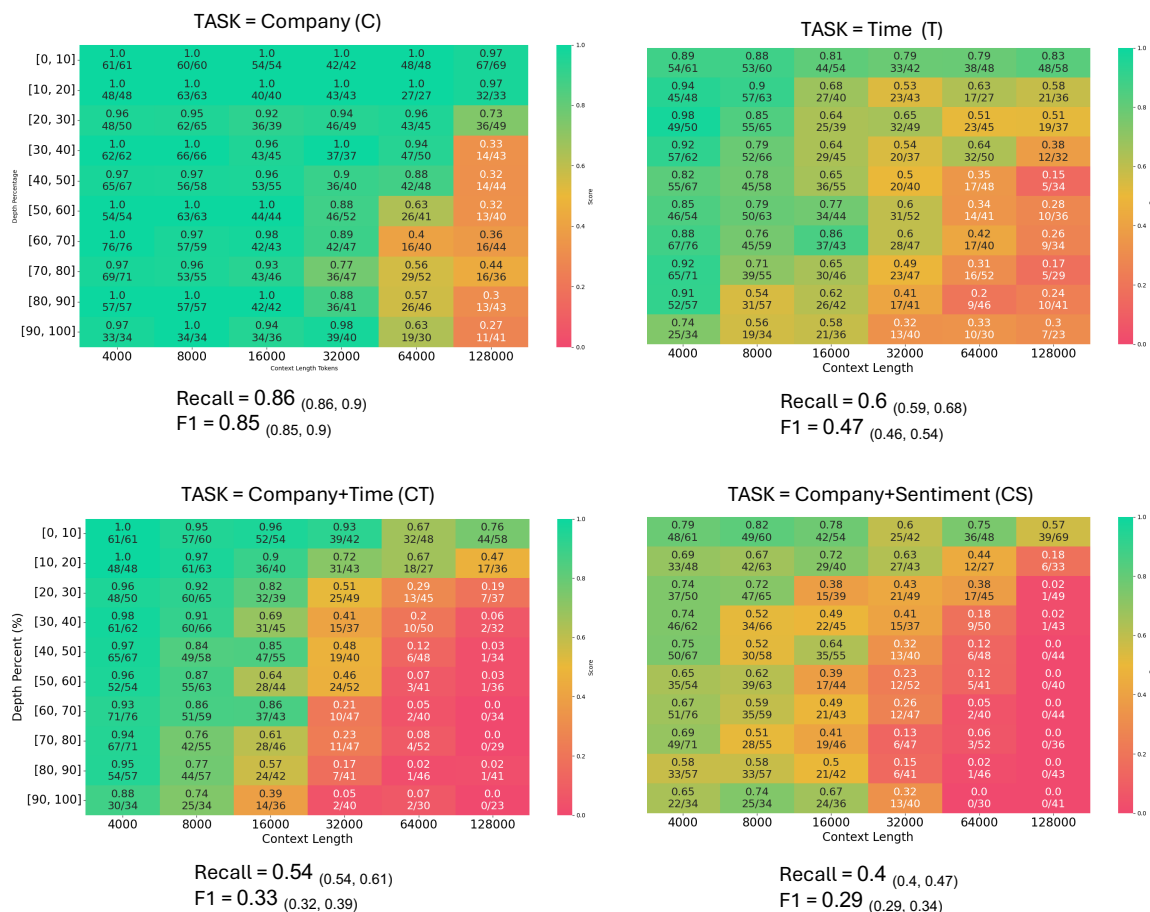 TASK = Company (C)
[0, 10] 1.0 1.0 1.0 1.0 1.0 0.97
61/61 60/60 54/54 42/42 48/48 67/69
[10, 20] 1.0 1.0 1.0 1.0 1.0 0.97
48/48 63/63 40/40 43/43 27/27 32/33
[20, 30] 0.96 0.95 0.92 0.94 0.96 0.73
48/50 62/65 36/39 46/49 43/45 36/49
[30, 40] 1.0 1.0 0.96 1.0 0.94 0.33
62/62 66/66 43/45 37/37 47/50 14/43
[40, 50] 0.97 0.97 0.96 0.9 0.88 0.32
65/67 56/58 53/55 36/40 42/48 14/44
[50, 60] 1.0 1.0 1.0 0.88 0.63 0.32
54/54 63/63 44/44 46/52 26/41 13/40
[60, 70] 1.0 0.97 0.98 0.89 0.4 0.36
76/76 57/59 42/43 42/47 16/40 16/44
[70, 80] 0.97 0.96 0.93 0.77 0.56 0.44
69/71 53/55 43/46 36/47 29/52 16/36
[80, 90] 1.0 1.0 1.0 0.88 0.57 0.3
57/57 57/57 42/42 36/41 26/46 13/43
[90, 100] 0.97 1.0 0.94 0.98 0.63 0.27
33/34 34/34 34/36 39/40 19/30 11/41
4000 8000 16000 32000 64000 128000
Context Length Tokens
Depth Percentage
1.0
0.8
0.6
0.4
0.2
0.0
Score
Recall = 0.86 (0.86, 0.9)
F1 = 0.85 (0.85, 0.9)
TASK = Time (T)
0.89 0.88 0.81 0.79 0.79 0.83
54/61 53/60 44/54 33/42 38/48 48/58
0.94 0.9 0.68 0.53 0.63 0.58
45/48 57/63 27/40 23/43 17/27 21/36
0.98 0.85 0.64 0.65 0.51 0.51
49/50 55/65 25/39 32/49 23/45 19/37
0.92 0.79 0.64 0.54 0.64 0.38
57/62 52/66 29/45 20/37 32/50 12/32
0.82 0.78 0.65 0.5 0.35 0.15
55/67 45/58 36/55 20/40 17/48 5/34
0.85 0.79 0.77 0.6 0.34 0.28
46/54 50/63 34/44 31/52 14/41 10/36
0.88 0.76 0.86 0.6 0.42 0.26
67/76 45/59 37/43 28/47 17/40 9/34
0.92 0.71 0.65 0.49 0.31 0.17
65/71 39/55 30/46 23/47 16/52 5/29
0.91 0.54 0.62 0.41 0.2 0.24
52/57 31/57 26/42 17/41 9/46 10/41
0.74 0.56 0.58 0.32 0.33 0.3
25/34 19/34 21/36 13/40 10/30 7/23
4000 8000 16000 32000 64000 128000
Context Length
1.0
0.8
0.6
0.4
0.2
0.0
Recall = 0.6 (0.59, 0.68)
F1 = 0.47 (0.46, 0.54)
TASK = Company+Time (CT)
[0, 10] 1.0 0.95 0.96 0.93 0.67 0.76
61/61 57/60 52/54 39/42 32/48 44/58
[10, 20] 1.0 0.97 0.9 0.72 0.67 0.47
48/48 61/63 36/40 31/43 18/27 17/36
[20, 30] 0.96 0.92 0.82 0.51 0.29 0.19
48/50 60/65 32/39 25/49 13/45 7/37
[30, 40] 0.98 0.91 0.69 0.41 0.2 0.06
61/62 60/66 31/45 15/37 10/50 2/32
[40, 50] 0.97 0.84 0.85 0.48 0.12 0.03
65/67 49/58 47/55 19/40 6/48 1/34
[50, 60] 0.96 0.87 0.64 0.46 0.07 0.03
52/54 55/63 28/44 24/52 3/41 1/36
[60, 70] 0.93 0.86 0.86 0.21 0.05 0.0
71/76 51/59 37/43 10/47 2/40 0/34
[70, 80] 0.94 0.76 0.61 0.23 0.08 0.0
67/71 42/55 28/46 11/47 4/52 0/29
[80, 90] 0.95 0.77 0.57 0.17 0.02 0.02
54/57 44/57 24/42 7/41 1/46 1/41
[90, 100] 0.88 0.74 0.39 0.05 0.07 0.0
30/34 25/34 14/36 2/40 2/30 0/23
4000 8000 16000 32000 64000 128000
Context Length
Depth Percent (%)
1.0
0.8
0.6
0.4
0.2
0.0
Score
Recall = 0.54 (0.54, 0.61)
F1 = 0.33 (0.32, 0.39)
TASK = Company+Sentiment (CS)
0.79 0.82 0.78 0.6 0.75 0.57
48/61 49/60 42/54 25/42 36/48 39/69
0.69 0.67 0.72 0.63 0.44 0.18
33/48 42/63 29/40 27/43 12/27 6/33
0.74 0.72 0.38 0.43 0.38 0.02
37/50 47/65 15/39 21/49 17/45 1/49
0.74 0.52 0.49 0.41 0.18 0.02
46/62 34/66 22/45 15/37 9/50 1/43
0.75 0.52 0.64 0.32 0.12 0.0
50/67 30/58 35/55 13/40 6/48 0/44
0.65 0.62 0.39 0.23 0.12 0.0
35/54 39/63 17/44 12/52 5/41 0/40
0.67 0.59 0.49 0.26 0.05 0.0
51/76 35/59 21/43 12/47 2/40 0/44
0.69 0.51 0.41 0.13 0.06 0.0
49/71 28/55 19/46 6/47 3/52 0/36
0.58 0.58 0.5 0.15 0.02 0.0
33/57 33/57 21/42 6/41 1/46 0/43
0.65 0.74 0.67 0.32 0.0 0.0
22/34 25/34 24/36 13/40 0/30 0/41
4000 8000 16000 32000 64000 128000
Context Length
1.0
0.8
0.6
0.4
0.2
0.0
Recall = 0.4 (0.4, 0.47)
F1 = 0.29 (0.29, 0.34)